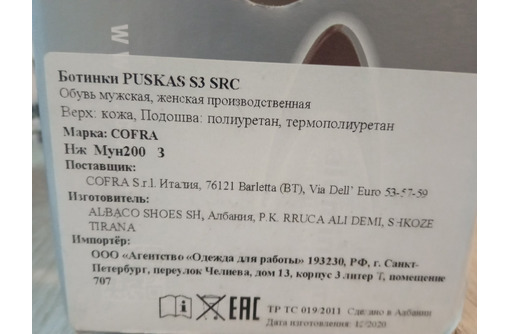 Ботинки PUSKAS S3 SRC
Обувь мужская, женская производственная
Верх: кожа, Подошва: полиуретан, термополиуретан
Марка: COFRA
Нж Мун200 3
Поставщик:
COFRA S.r.l. Италия, 76121 Barletta (BT), Via Dell' Euro 53-57-59
Изготовитель:
ALBACO SHOES SH, Албания, P.K. RRUCA ALI DEMI, SHKOZE
TIRANA
Импортёр:
ООО «Агентство «Одежда для работы» 193230, РФ, г. Санкт-
Петербург, переулок Челиева, дом 13, корпус 3 литер Т, помещение
707
EAC ТР ТС 019/2011 Сделано в Албании
Дата изготовления: